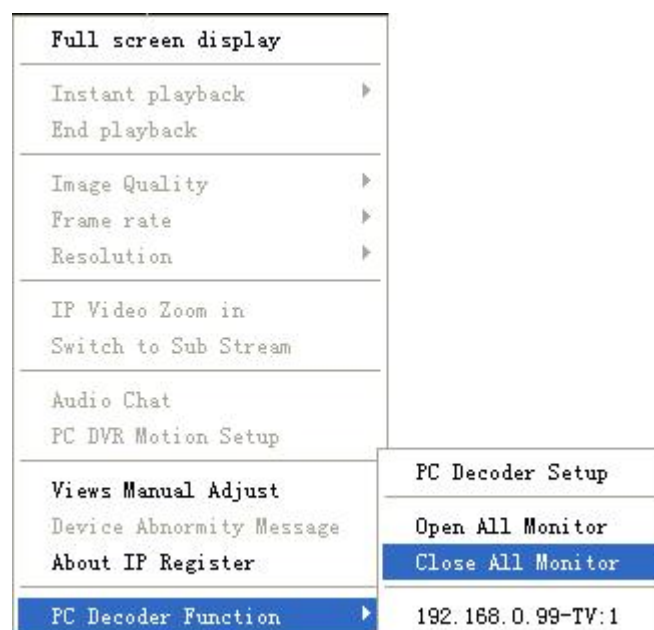 Full screen display
Instant playback
End playback
Image Quality
Frame rate
Resolution
IP Video Zoom in
Switch to Sub Stream
Audio Chat
PC DVR Motion Setup
Views Manual Adjust
Device Abnormity Message
About IP Register
PC Decoder Function
PC Decoder Setup
Open All Monitor
Close All Monitor
192.168.0.99-TV:1